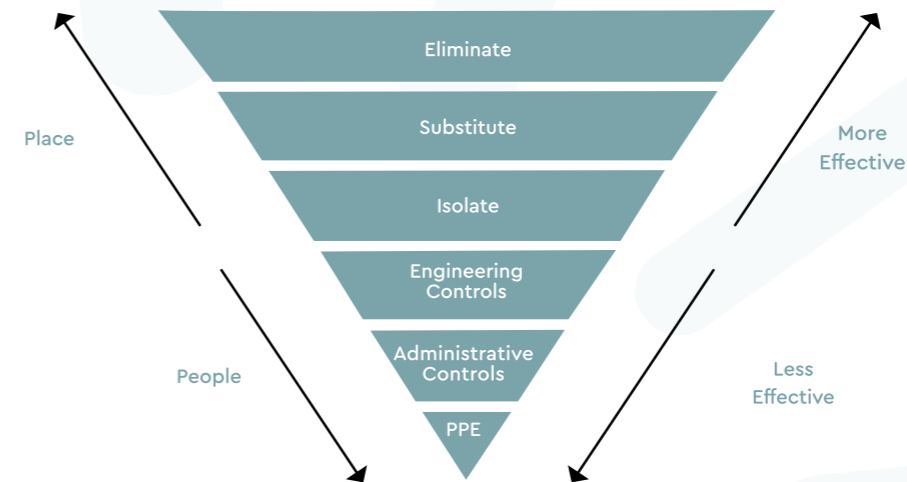 Eliminate
Substitute
Place
More
Effective
Isolate
Engineering
Controls
Administrative
Controls
People
Less
Effective
PPE